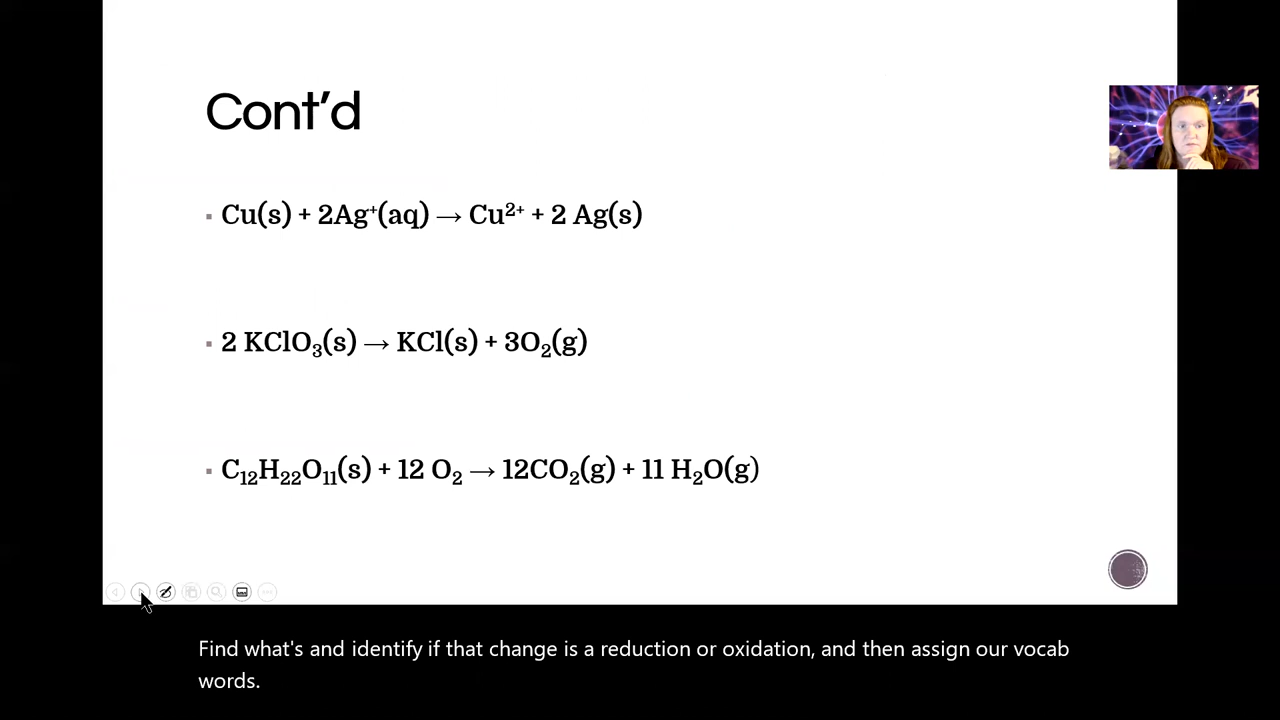 Cont’d
▪ Cu(s) + 2Ag⁺(aq) → Cu²⁺ + 2 Ag(s)
▪ 2 KClO₃(s) → KCl(s) + 3O₂(g)
▪ C₁₂H₂₂O₁₁(s) + 12 O₂ → 12CO₂(g) + 11 H₂O(g)
Find what's and identify if that change is a reduction or oxidation, and then assign our vocab
words.